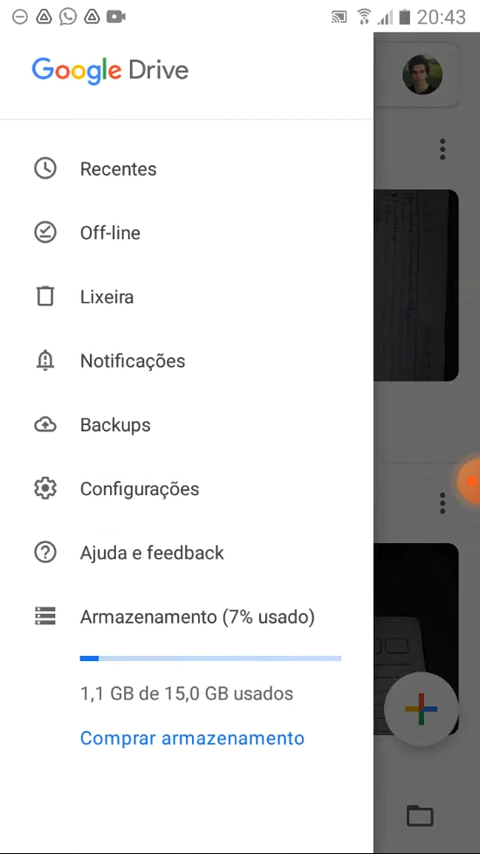 20:43
Google Drive
Recentes
Off-line
Lixeira
Notificações
Backups
Configurações
Ajuda e feedback
Armazenamento (7% usado)
1,1 GB de 15,0 GB usados
Comprar armazenamento